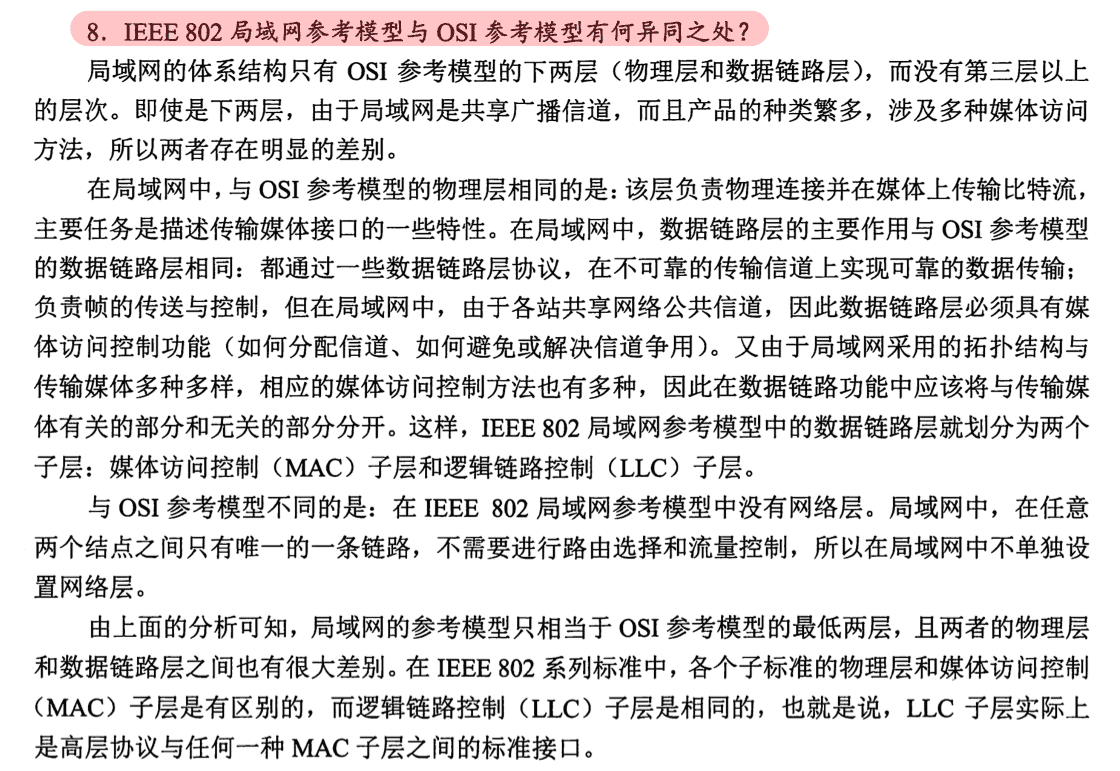 8．IEEE 802 局域网参考模型与 OSI 参考模型有何异同之处？
局域网的体系结构只有 OSI 参考模型的下两层（物理层和数据链路层），而没有第三层以上
的层次。即使是下两层，由于局域网是共享广播信道，而且产品的种类繁多，涉及多种媒体访问
方法，所以两者存在明显的差别。
在局域网中，与 OSI 参考模型的物理层相同的是：该层负责物理连接并在媒体上传输比特流，
主要任务是描述传输媒体接口的一些特性。在局域网中，数据链路层的主要作用与 OSI 参考模型
的数据链路层相同：都通过一些数据链路层协议，在不可靠的传输信道上实现可靠的数据传输；
负责帧的传送与控制，但在局域网中，由于各站共享网络公共信道，因此数据链路层必须具有媒
体访问控制功能（如何分配信道、如何避免或解决信道争用）。又由于局域网采用的拓扑结构与
传输媒体多种多样，相应的媒体访问控制方法也有多种，因此在数据链路功能中应该将与传输媒
体有关的部分和无关的部分分开。这样，IEEE 802 局域网参考模型中的数据链路层就划分为两个
子层：媒体访问控制（MAC）子层和逻辑链路控制（LLC）子层。
与 OSI 参考模型不同的是：在 IEEE 802 局域网参考模型中没有网络层。局域网中，在任意
两个结点之间只有唯一的一条链路，不需要进行路由选择和流量控制，所以在局域网中不单独设
置网络层。
由上面的分析可知，局域网的参考模型只相当于 OSI 参考模型的最低两层，且两者的物理层
和数据链路层之间也有很大差别。在 IEEE 802 系列标准中，各个子标准的物理层和媒体访问控制
（MAC）子层是有区别的，而逻辑链路控制（LLC）子层是相同的，也就是说，LLC 子层实际上
是高层协议与任何一种 MAC 子层之间的标准接口。